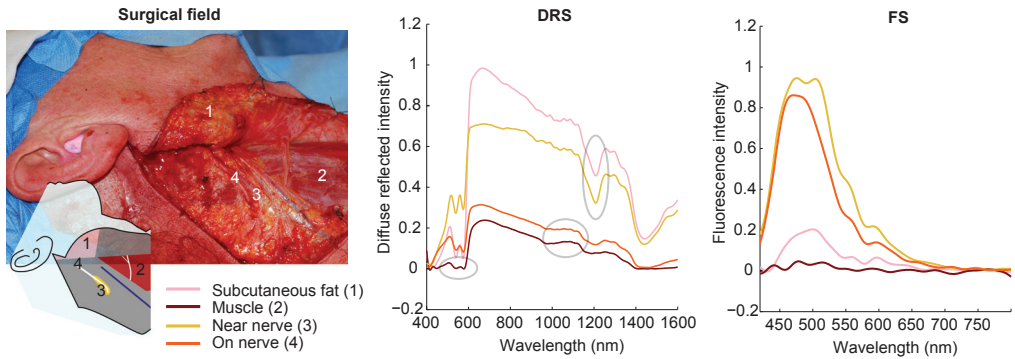 Surgical field
1
2
3
4
1
2
3
4
Subcutaneous fat (1)
Muscle (2)
Near nerve (3)
On nerve (4)
DRS
Diffuse reflected intensity
1.2
1
0.8
0.6
0.4
0.2
0
−0.2
400 600 800 1000 1200 1400 1600
Wavelength (nm)
FS
Fluorescence intensity
1.2
1
0.8
0.6
0.4
0.2
0
−0.2
450 500 550 600 650 700 750
Wavelength (nm)